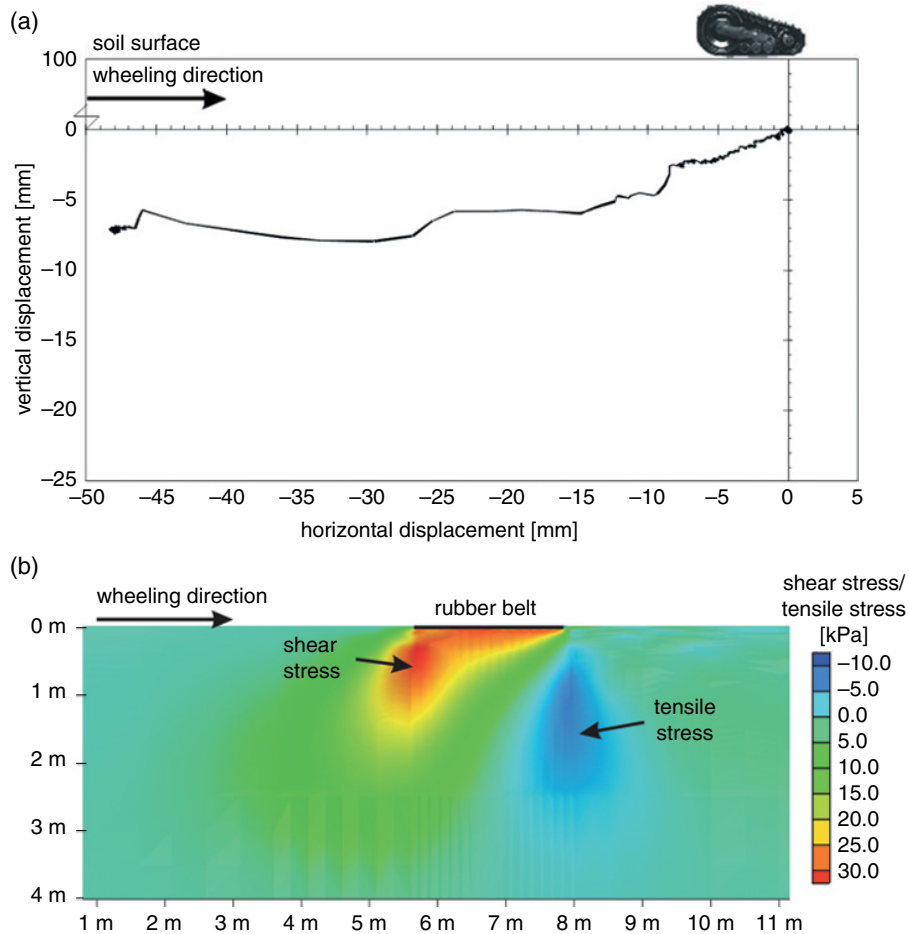 (a)
soil surface
100
wheeling direction
0
–5
–10
–15
–20
–25
vertical displacement [mm]
–50 –45 –40 –35 –30 –25 –20 –15 –10 –5 0 5
horizontal displacement [mm]
(b)
wheeling direction
rubber belt
shear stress/
tensile stress
[kPa]
0 m
shear
stress
1 m
tensile
stress
2 m
3 m
4 m
–10.0
–5.0
0.0
5.0
10.0
15.0
20.0
25.0
30.0
1 m 2 m 3 m 4 m 5 m 6 m 7 m 8 m 9 m 10 m 11 m